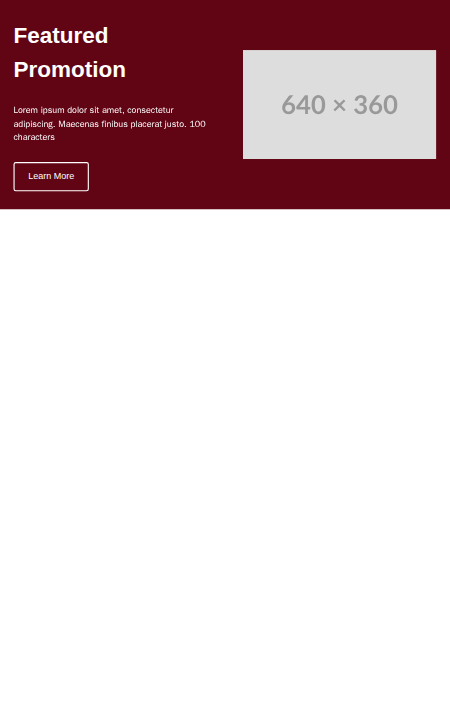 Featured
Promotion
Lorem ipsum dolor sit amet, consectetur
adipiscing. Maecenas finibus placerat justo. 100
characters
Learn More
640 × 360